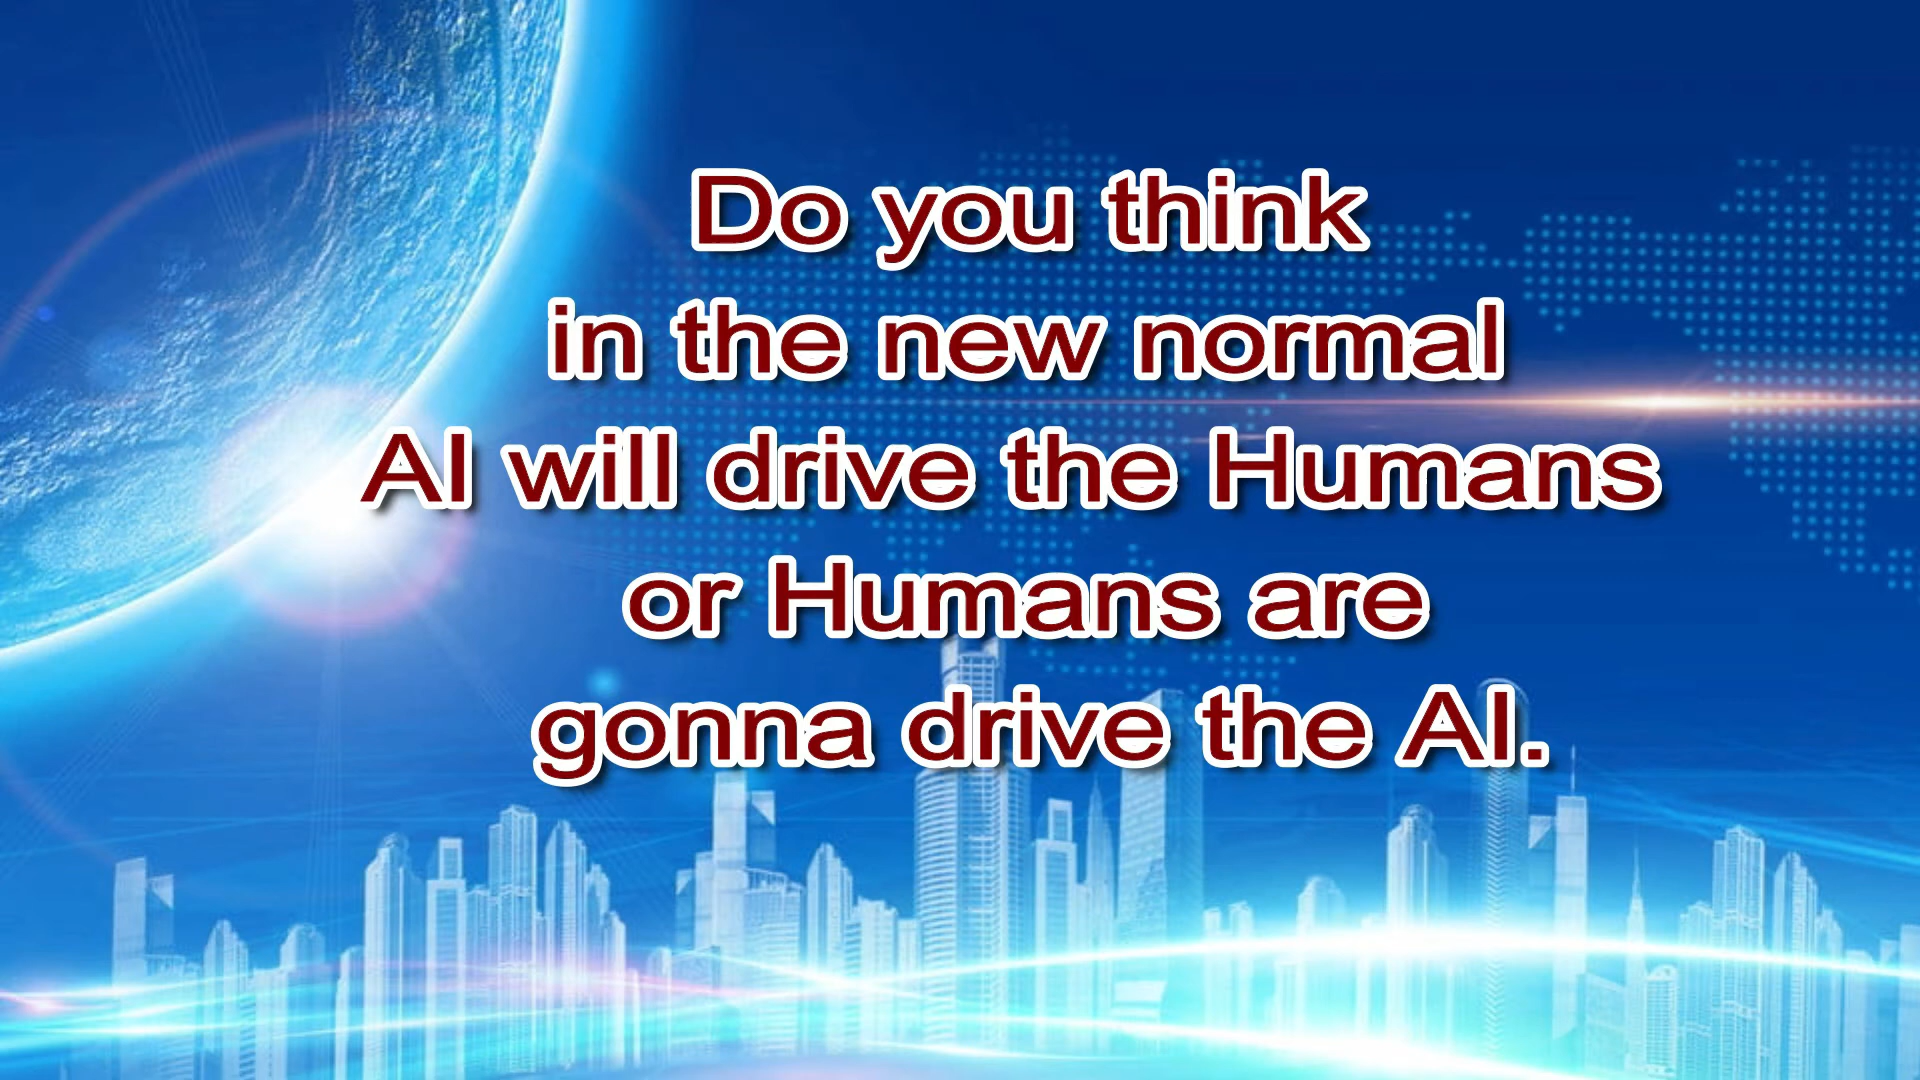 Do you think
in the new normal
AI will drive the Humans
or Humans are
gonna drive the AI.